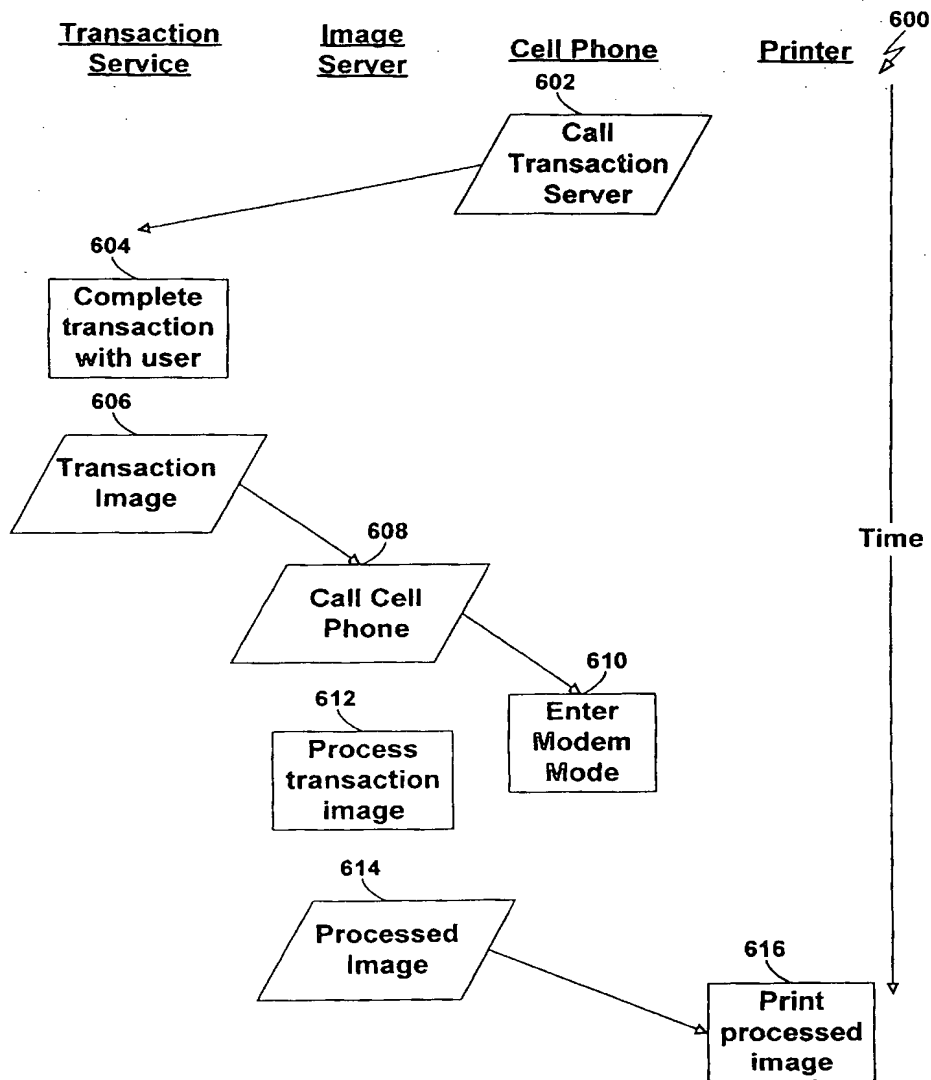 600
Transaction
Service
Image
Server
Cell Phone
Printer
602
Call
Transaction
Server
604
Complete
transaction
with user
606
Transaction
Image
608
Time
Call Cell
Phone
610
612
Enter
Modem
Mode
Process
transaction
image
614
Processed
Image
616
Print
processed
image